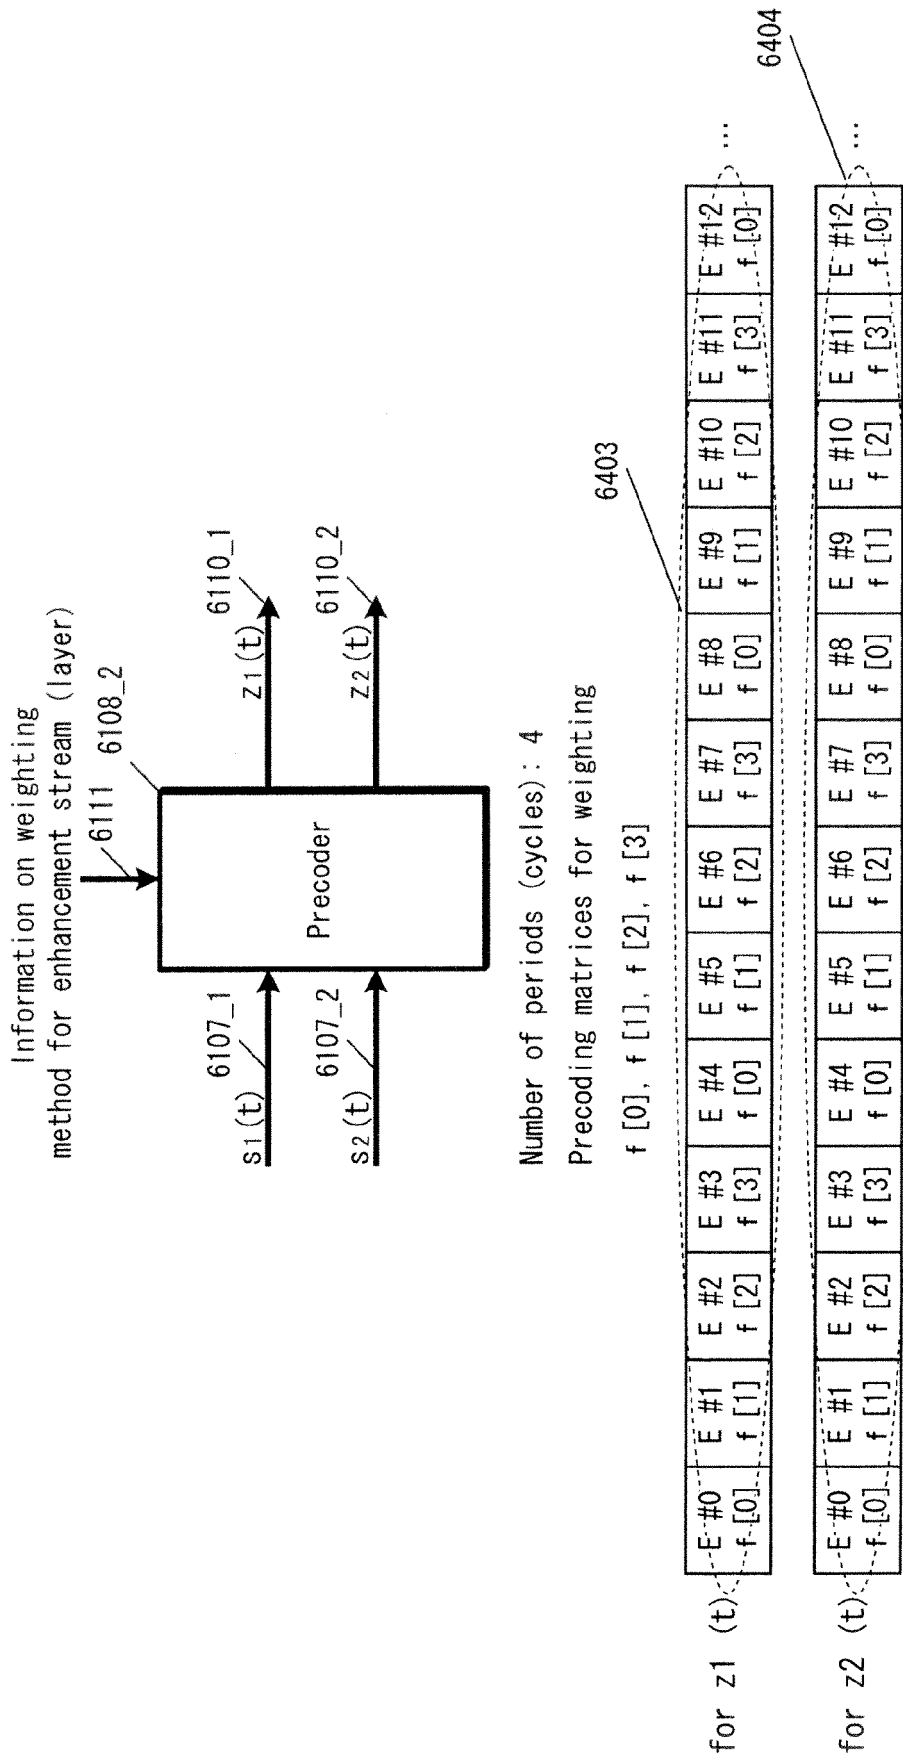 Information on weighting
method for enhancement stream (layer)
6111
6108_2
s1(t)
6107_1
s2(t)
6107_2
Precoder
z1(t)
6110_1
z2(t)
6110_2
Number of periods (cycles): 4
Precoding matrices for weighting
f [0], f [1], f [2], f [3]
6403
for z1 (t)
E #0 E #1 E #2 E #3 E #4 E #5 E #6 E #7 E #8 E #9 E #10 E #11 E #12 ...
f [0] f [1] f [2] f [3] f [0] f [1] f [2] f [3] f [0] f [1] f [2] f [3] f [0]
6404
for z2 (t)
E #0 E #1 E #2 E #3 E #4 E #5 E #6 E #7 E #8 E #9 E #10 E #11 E #12 ...
f [0] f [1] f [2] f [3] f [0] f [1] f [2] f [3] f [0] f [1] f [2] f [3] f [0]